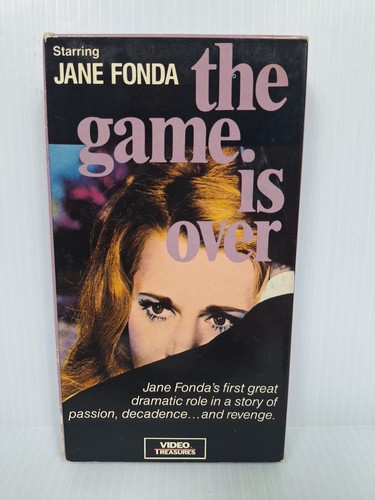 Starring
JANE FONDA
the
game
is
over
Jane Fonda's first great
dramatic role in a story of
passion, decadence...and revenge.
VIDEO
TREASURES